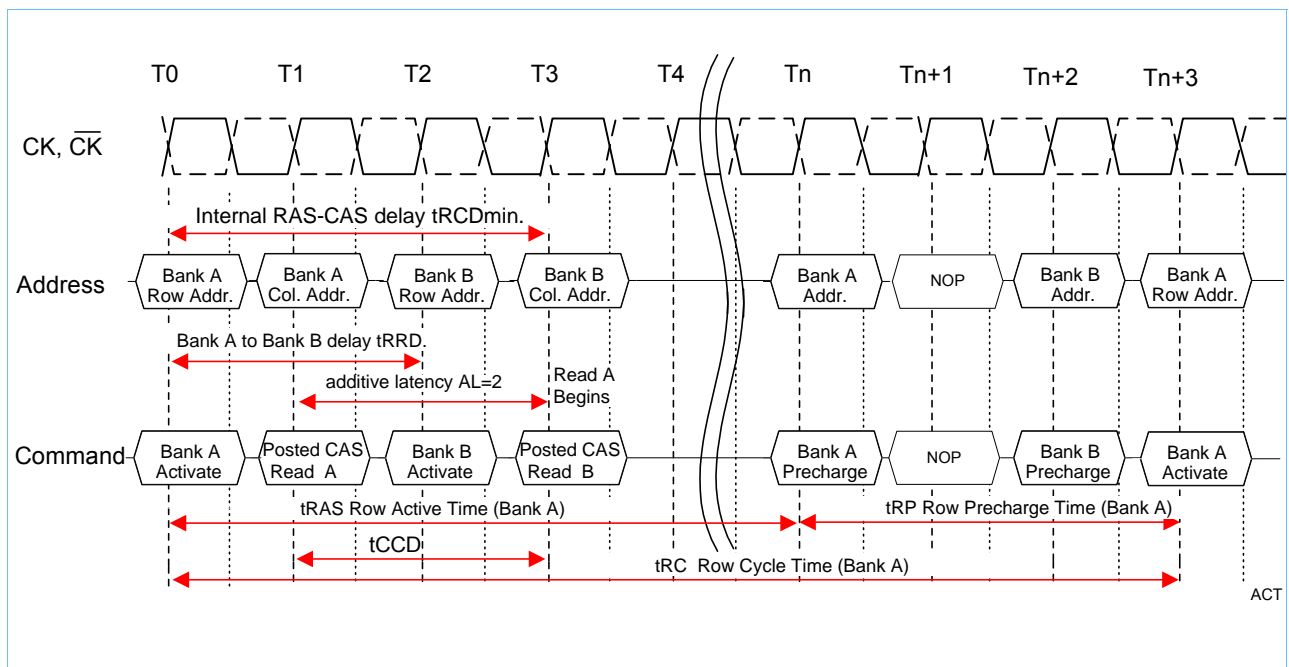 T0 T1 T2 T3 T4 Tn Tn+1 Tn+2 Tn+3
CK, C̅K̅
Internal RAS-CAS delay tRCDmin.
Address
Bank A
Row Addr.
Bank A
Col. Addr.
Bank B
Row Addr.
Bank B
Col. Addr.
Bank A
Addr.
NOP
Bank B
Addr.
Bank A
Row Addr.
Bank A to Bank B delay tRRD.
additive latency AL=2
Read A
Begins
Command
Bank A
Activate
Posted CAS
Read A
Bank B
Activate
Posted CAS
Read B
Bank A
Precharge
NOP
Bank B
Precharge
Bank A
Activate
tRAS Row Active Time (Bank A)
tRP Row Precharge Time (Bank A)
tCCD
tRC Row Cycle Time (Bank A)
ACT